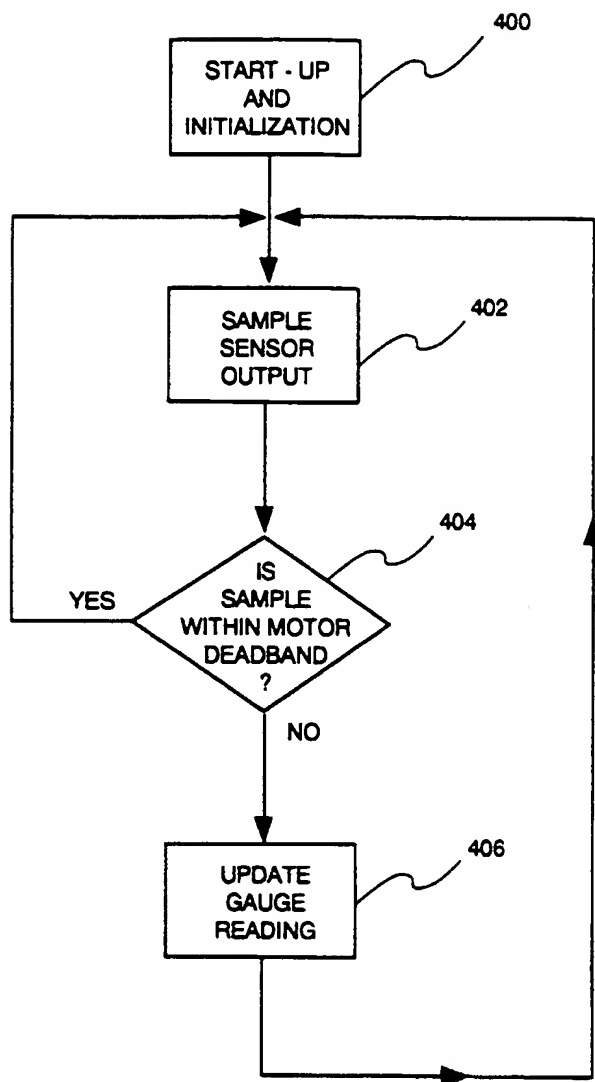 400
START - UP
AND
INITIALIZATION
402
SAMPLE
SENSOR
OUTPUT
404
IS
SAMPLE
WITHIN MOTOR
DEADBAND
?
YES
NO
406
UPDATE
GAUGE
READING